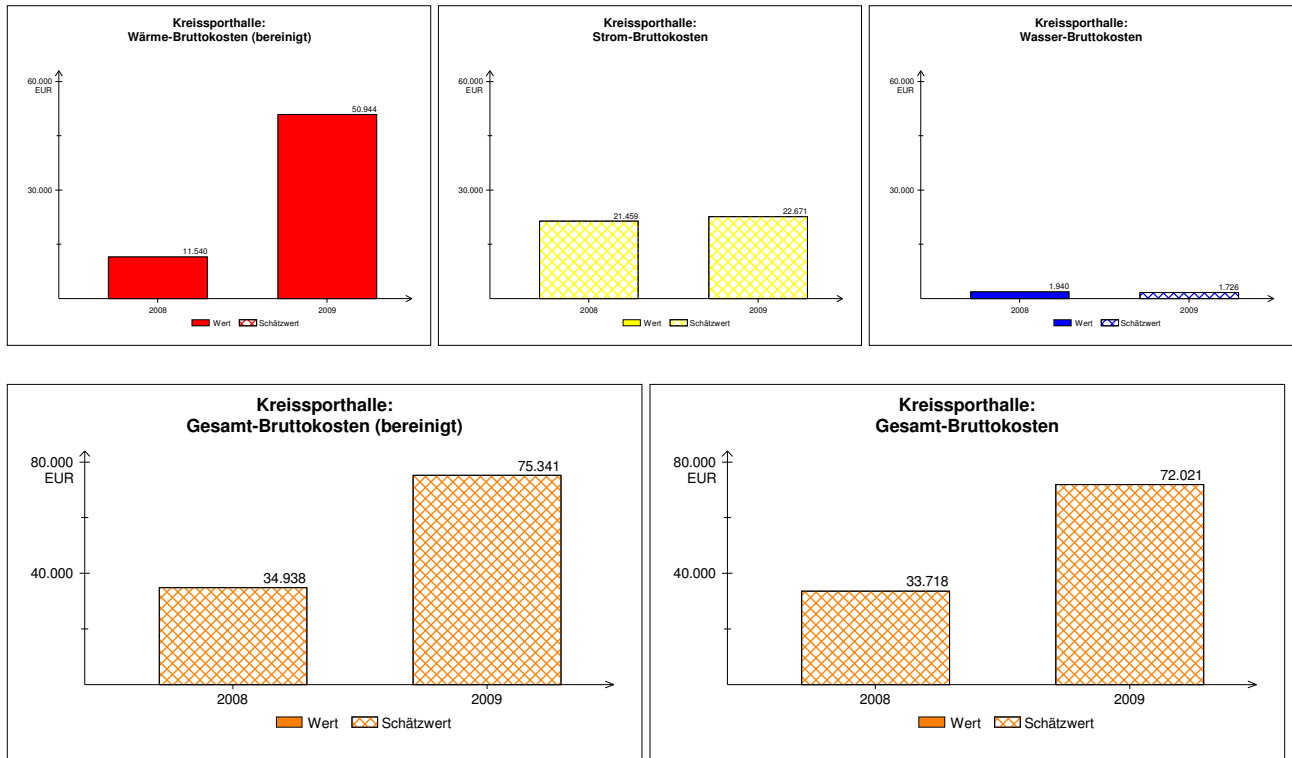 Kreissporthalle:
Wärme-Bruttokosten (bereinigt)
60.000
EUR
50.944
30.000
11.540
2008
2009
Wert
Schätzwert
Kreissporthalle:
Strom-Bruttokosten
60.000
EUR
30.000
21.459
22.671
2008
2009
Wert
Schätzwert
Kreissporthalle:
Wasser-Bruttokosten
60.000
EUR
30.000
1.940
1.726
2008
2009
Wert
Schätzwert
Kreissporthalle:
Gesamt-Bruttokosten (bereinigt)
80.000
EUR
75.341
40.000
34.938
2008
2009
Wert
Schätzwert
Kreissporthalle:
Gesamt-Bruttokosten
80.000
EUR
72.021
40.000
33.718
2008
2009
Wert
Schätzwert